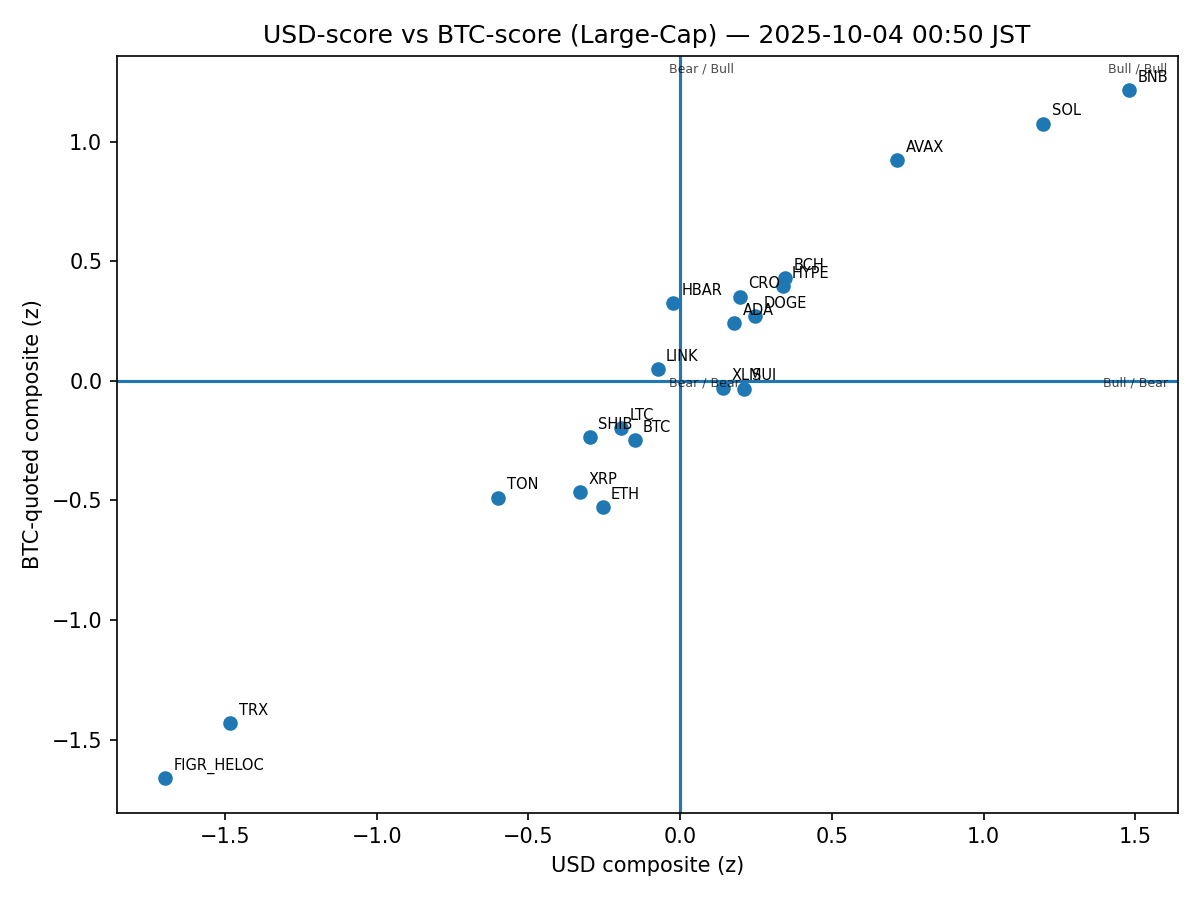 USD-score vs BTC-score (Large-Cap) — 2025-10-04 00:50 JST
Bear / Bull
Bull / Bull
BNB
SOL
AVAX
BCH
HYPE
CRO
DOGE
HBAR
ADA
LINK
XLM
SUI
Bear / Bear
Bull / Bear
LTC
SHIB
BTC
XRP
ETH
TON
TRX
FIGR_HELOC
1.0
0.5
0.0
−0.5
−1.0
−1.5
BTC-quoted composite (z)
−1.5
−1.0
−0.5
0.0
0.5
1.0
1.5
USD composite (z)